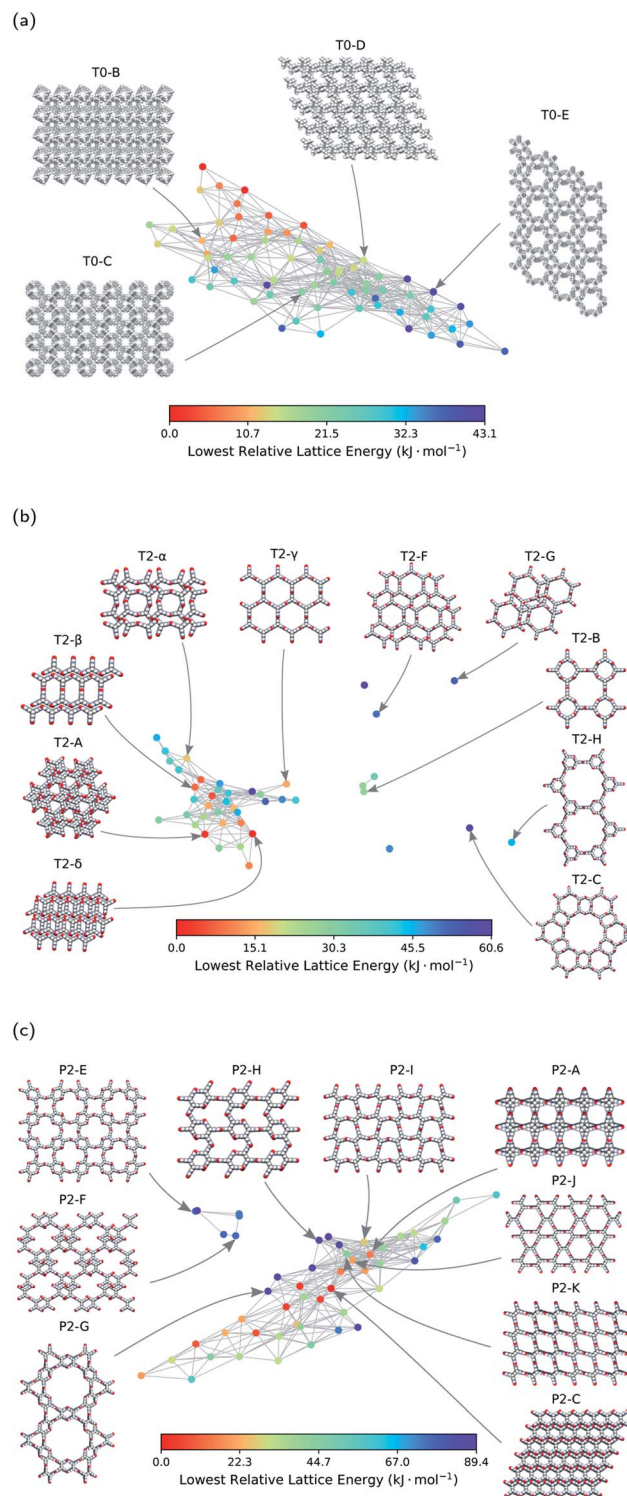 (a)
T0-D
T0-B
T0-E
T0-C
0.0 10.7 21.5 32.3 43.1
Lowest Relative Lattice Energy (kJ·mol⁻¹)
(b)
T2-α T2-γ T2-F T2-G
T2-β T2-B
T2-A T2-H
T2-δ T2-C
0.0 15.1 30.3 45.5 60.6
Lowest Relative Lattice Energy (kJ·mol⁻¹)
(c)
P2-E P2-H P2-I P2-A
P2-F P2-J
P2-G P2-K
P2-C
0.0 22.3 44.7 67.0 89.4
Lowest Relative Lattice Energy (kJ·mol⁻¹)